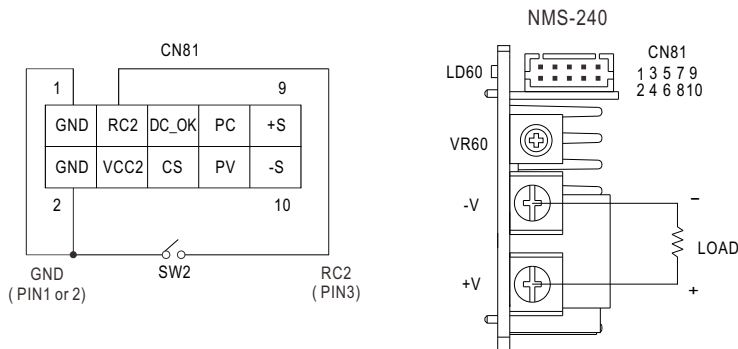 NMS-240
CN81
1 9
GND RC2 DC_OK PC +S
GND VCC2 CS PV -S
2 10
GND
( PIN1 or 2)
SW2
RC2
( PIN3)
LD60
CN81
1 3 5 7 9
2 4 6 8 10
VR60
-V
−
LOAD
+V
+